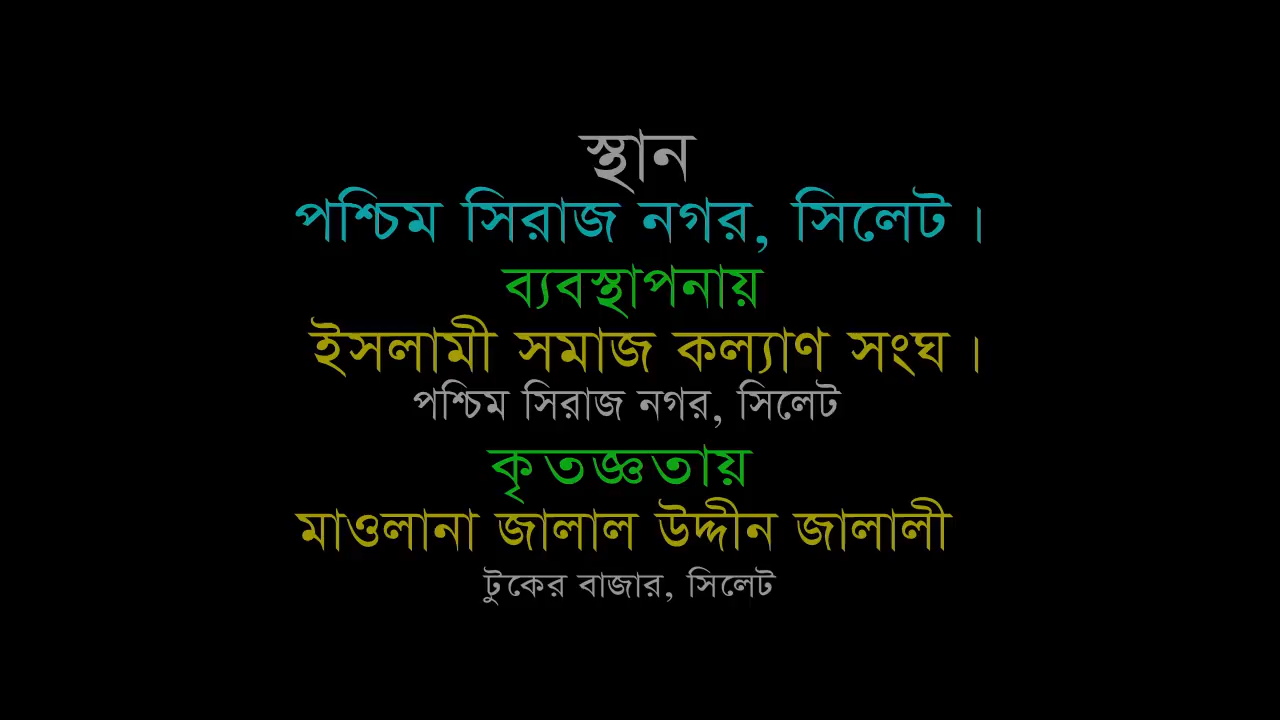 স্থান
পশ্চিম সিরাজ নগর, সিলেট।
ব্যবস্থাপনায়
ইসলামী সমাজ কল্যাণ সংঘ।
পশ্চিম সিরাজ নগর, সিলেট
কৃতজ্ঞতায়
মাওলানা জালাল উদ্দীন জালালী
টুকের বাজার, সিলেট